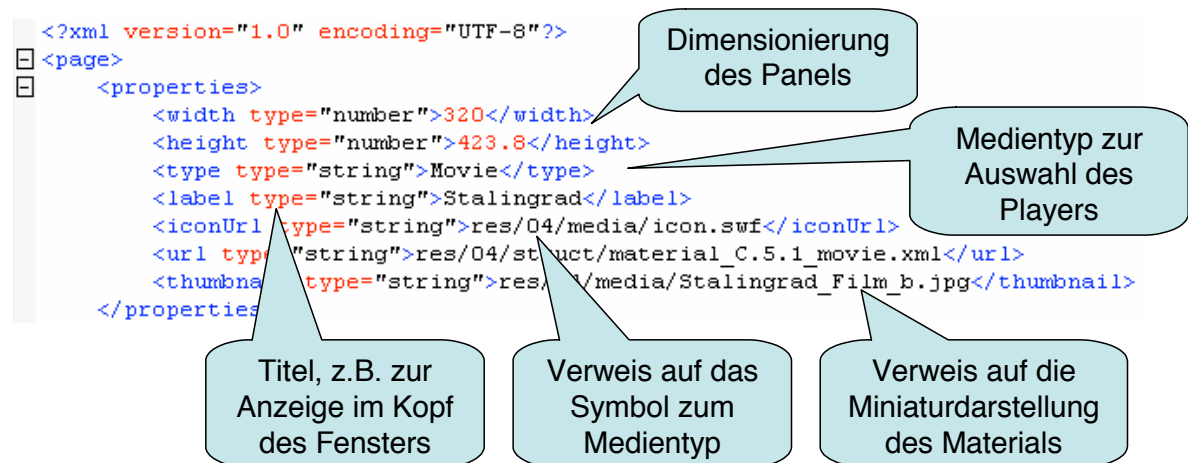 <?xml version="1.0" encoding="UTF-8"?>
<page>
<properties>
<width type="number">320</width>
<height type="number">423.8</height>
<type type="string">Movie</type>
<label type="string">Stalingrad</label>
<iconUrl type="string">res/04/media/icon.swf</iconUrl>
<url type="string">res/04/struct/material_C.5.1_movie.xml</url>
<thumbnail type="string">res/04/media/Stalingrad_Film_b.jpg</thumbnail>
</properties>
Dimensionierung
des Panels
Medientyp zur
Auswahl des
Players
Titel, z.B. zur
Anzeige im Kopf
des Fensters
Verweis auf das
Symbol zum
Medientyp
Verweis auf die
Miniaturdarstellung
des Materials